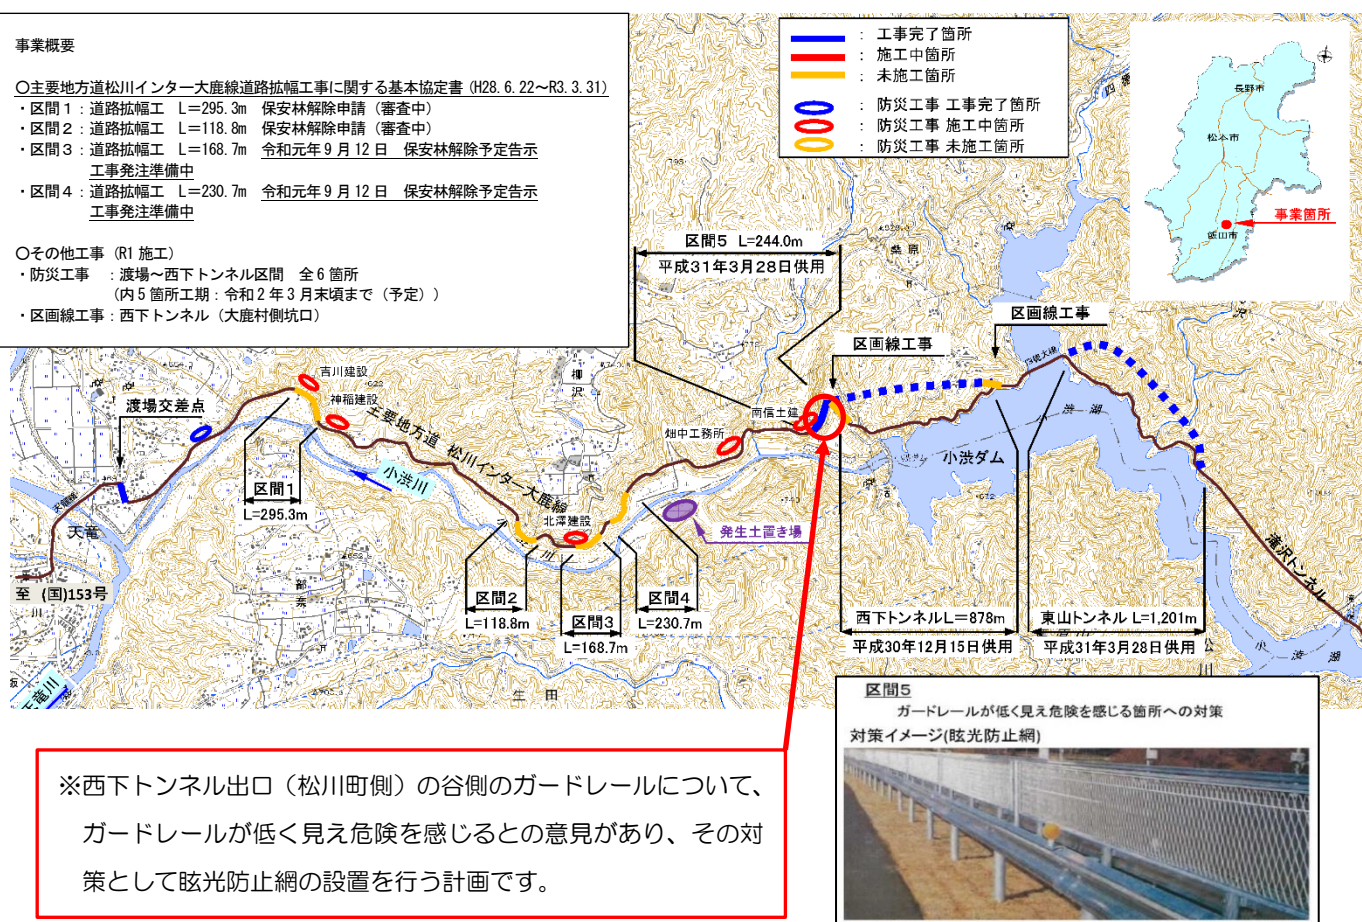 事業概要
〇主要地方道松川インター大鹿線道路拡幅工事に関する基本協定書 (H28.6.22～R3.3.31)
・区間１：道路拡幅工　L=295.3m　保安林解除申請（審査中）
・区間２：道路拡幅工　L=118.8m　保安林解除申請（審査中）
・区間３：道路拡幅工　L=168.7m　令和元年９月12日　保安林解除予定告示
工事発注準備中
・区間４：道路拡幅工　L=230.7m　令和元年９月12日　保安林解除予定告示
工事発注準備中
〇その他工事（R1 施工）
・防災工事　：渡場～西下トンネル区間　全６箇所
（内５箇所工期：令和２年３月末頃まで（予定））
・区画線工事：西下トンネル（大鹿村側坑口）
：工事完了箇所
：施工中箇所
：未施工箇所
：防災工事 工事完了箇所
：防災工事 施工中箇所
：防災工事 未施工箇所
長野市
松本市
飯田市
事業箇所
区間５ L=244.0m
平成31年3月28日供用
桑原
区画線工事
区画線工事
柳沢
吉川建設
神稲建設
渡場交差点
主要地方道 松川インター大鹿線
南信土建
畑中工務所
小渋ダム
小渋川
区間1
L=295.3m
北澤建設
発生土置き場
天竜
至 (国)153号
部奈
区間2
L=118.8m
区間3
L=168.7m
区間4
L=230.7m
西下トンネルL=878m
平成30年12月15日供用
東山トンネル L=1,201m
平成31年3月28日供用
滝沢トンネル
小渋湖
生田
天竜川
区間5
ガードレールが低く見え危険を感じる箇所への対策
対策イメージ(眩光防止網)
※西下トンネル出口（松川町側）の谷側のガードレールについて、
ガードレールが低く見え危険を感じるとの意見があり、その対
策として眩光防止網の設置を行う計画です。